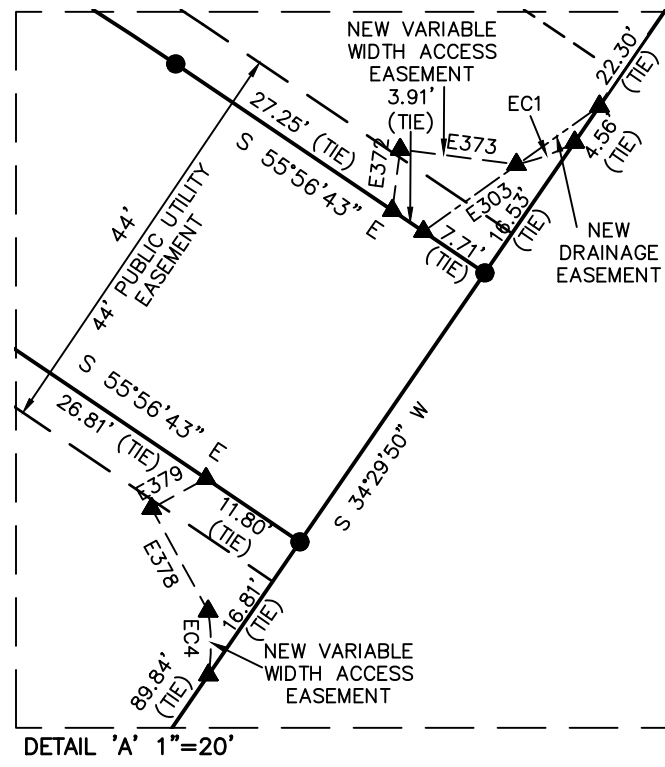 NEW VARIABLE
WIDTH ACCESS
EASEMENT
3.91'
(TIE)
22.30'
(TIE)
EC1
4.56'
(TIE)
27.25' (TIE)
E372
E373
E303
S 55°56'43" E
16.53'
(TIE)
7.71'
(TIE)
NEW
DRAINAGE
EASEMENT
44'
44' PUBLIC UTILITY
EASEMENT
S 55°56'43" E
26.81' (TIE)
E379
11.80'
(TIE)
S 34°29'50" W
E378
16.81'
(TIE)
EC4
NEW VARIABLE
WIDTH ACCESS
EASEMENT
89.84'
(TIE)
DETAIL 'A' 1"=20'